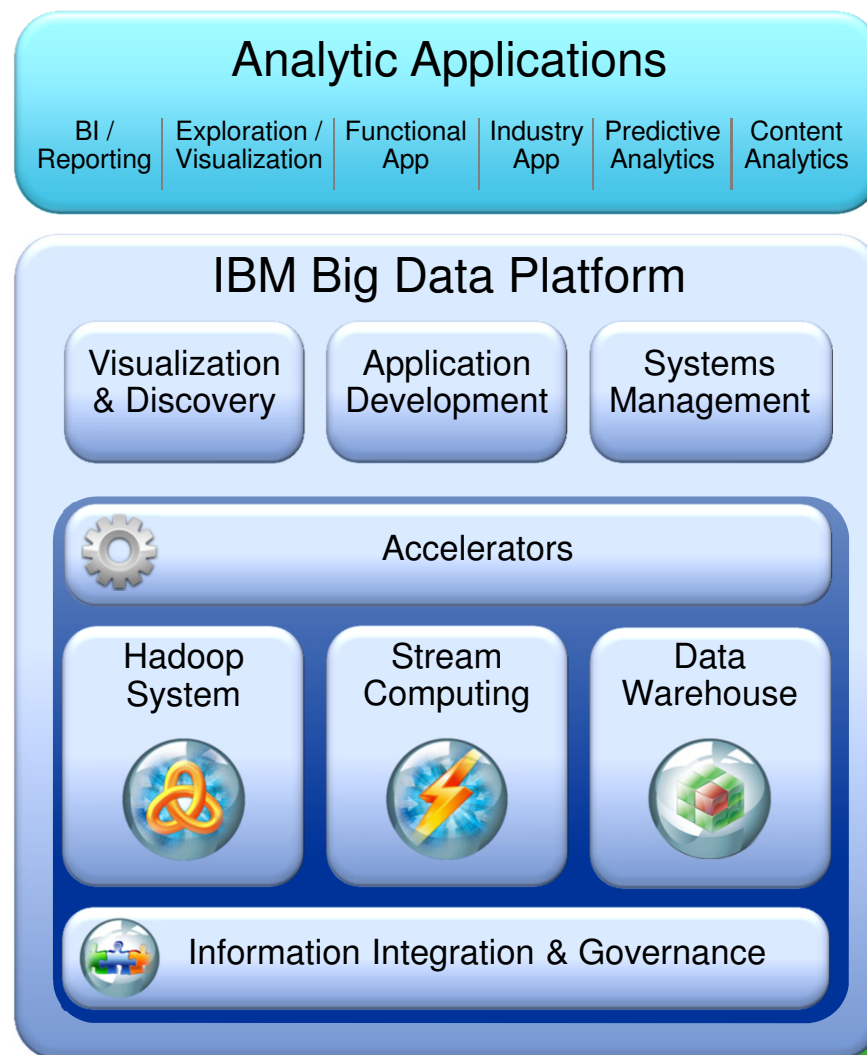 Analytic Applications
BI /
Reporting
Exploration /
Visualization
Functional
App
Industry
App
Predictive
Analytics
Content
Analytics
IBM Big Data Platform
Visualization
& Discovery
Application
Development
Systems
Management
Accelerators
Hadoop
System
Stream
Computing
Data
Warehouse
Information Integration & Governance